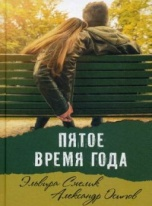 ПЯТОЕ
ВРЕМЯ ГОДА
Эльвира Смелик
Александр Осипов